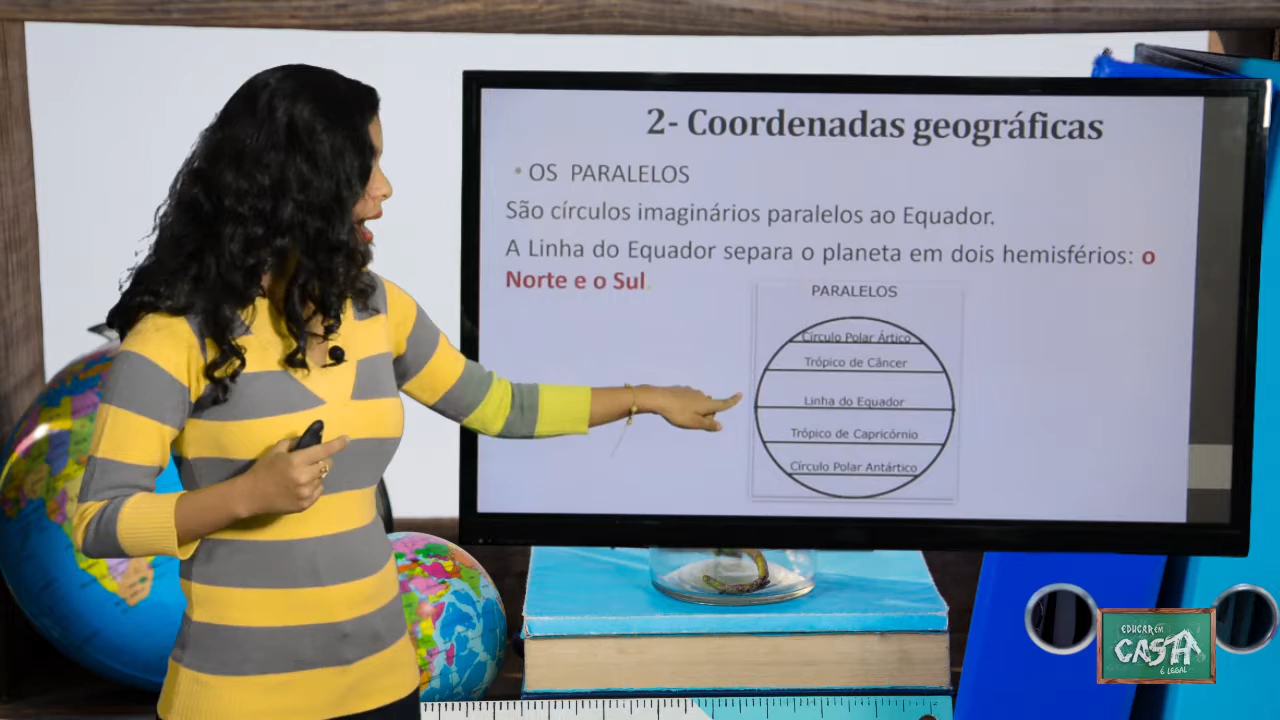 2- Coordenadas geográficas
• OS PARALELOS
São círculos imaginários paralelos ao Equador.
A Linha do Equador separa o planeta em dois hemisférios: o
Norte e o Sul.
PARALELOS
Círculo Polar Ártico
Trópico de Câncer
Linha do Equador
Trópico de Capricórnio
Círculo Polar Antártico
EDUCAR EM
CASA
É LEGAL